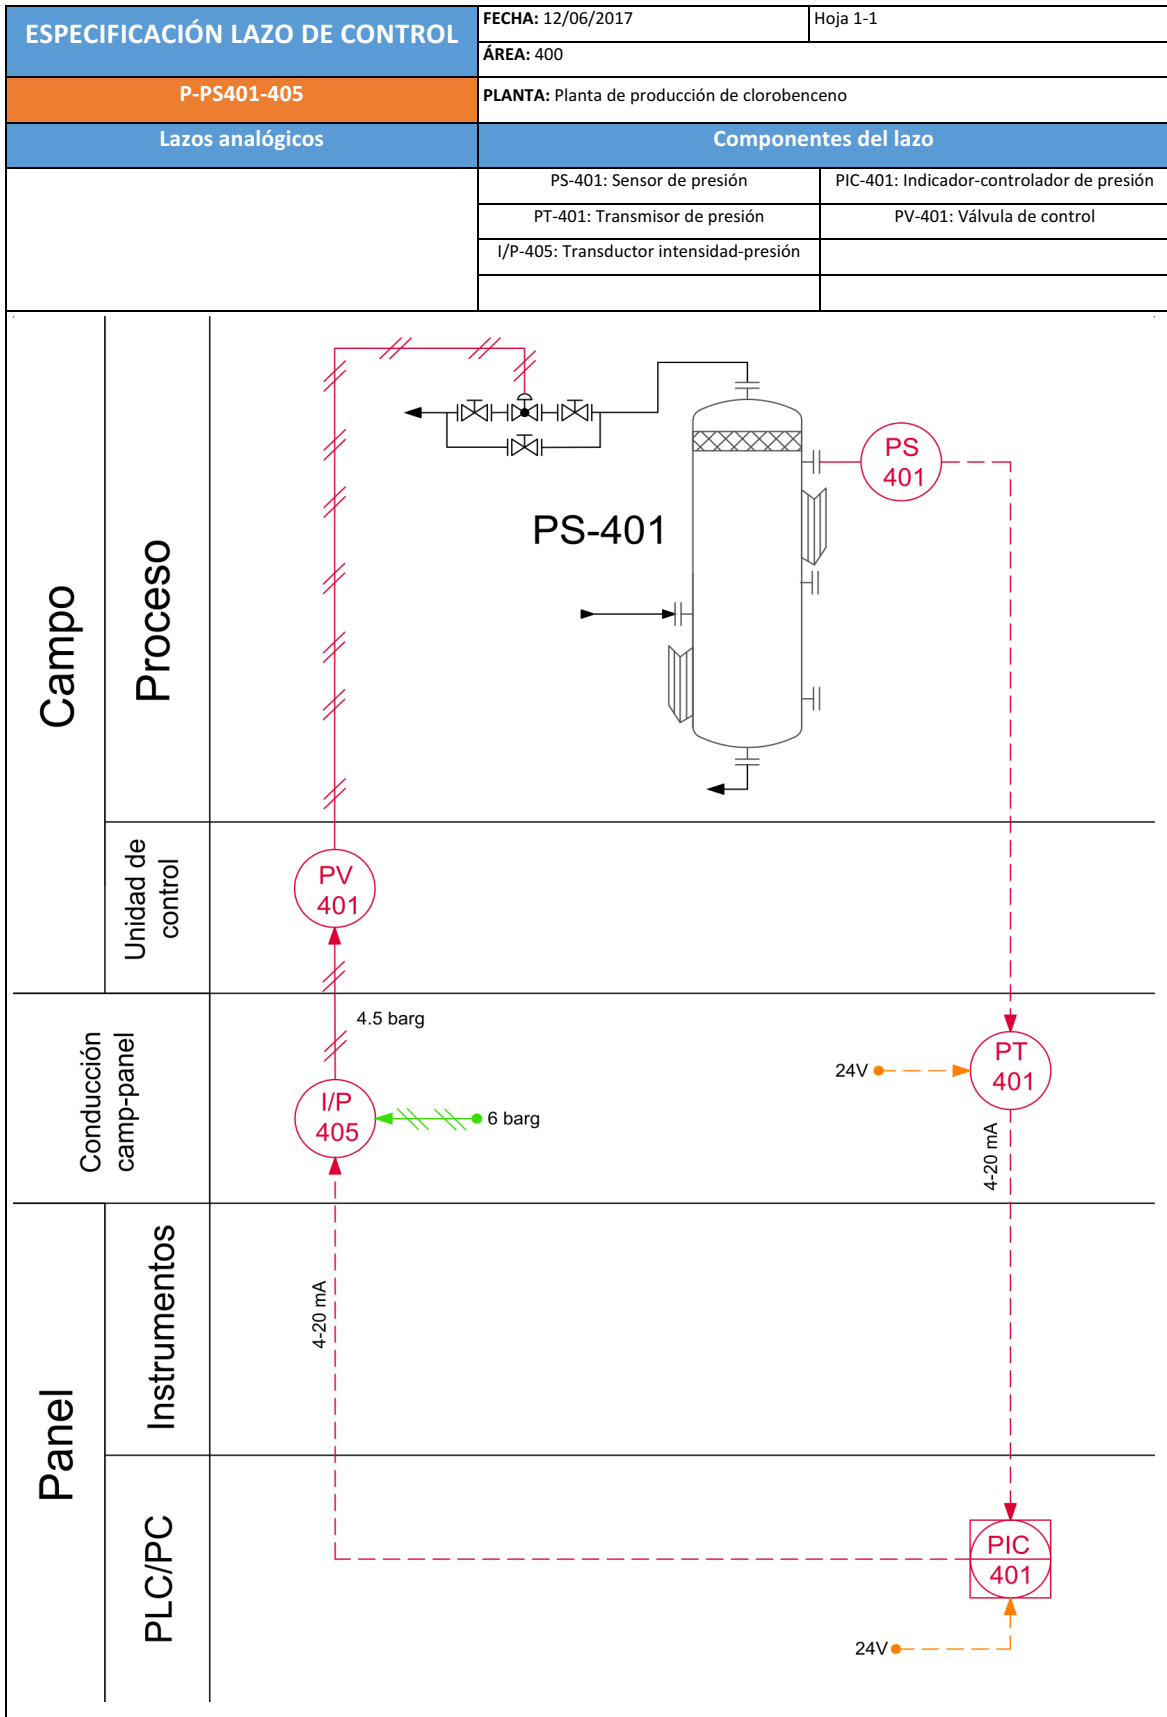 ESPECIFICACIÓN LAZO DE CONTROL
FECHA: 12/06/2017
Hoja 1-1
ÁREA: 400
P-PS401-405
PLANTA: Planta de producción de clorobenceno
Lazos analógicos
Componentes del lazo
PS-401: Sensor de presión
PIC-401: Indicador-controlador de presión
PT-401: Transmisor de presión
PV-401: Válvula de control
I/P-405: Transductor intensidad-presión
Campo
Proceso
PS-401
PS
401
Unidad de
control
PV
401
Conducción
camp-panel
4.5 barg
I/P
405
6 barg
24V
PT
401
4-20 mA
Panel
Instrumentos
4-20 mA
PLC/PC
PIC
401
24V